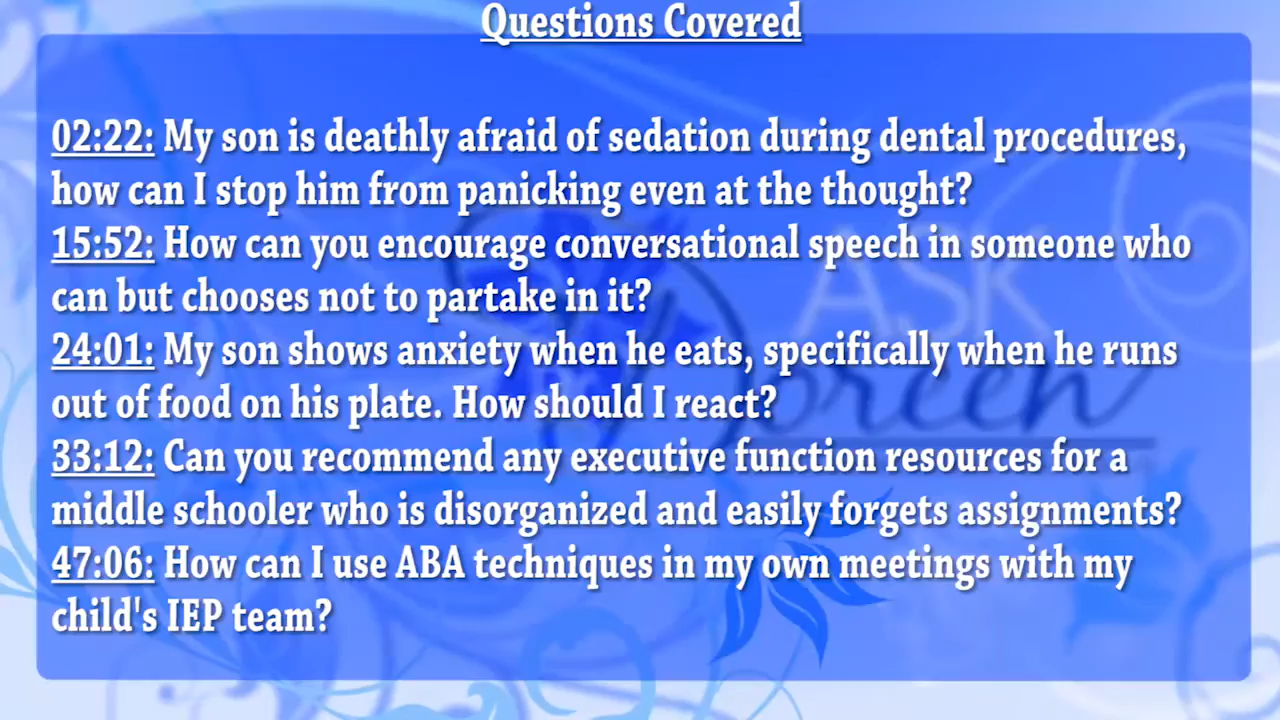 Questions Covered
02:22: My son is deathly afraid of sedation during dental procedures,
how can I stop him from panicking even at the thought?
15:52: How can you encourage conversational speech in someone who
can but chooses not to partake in it?
24:01: My son shows anxiety when he eats, specifically when he runs
out of food on his plate. How should I react?
33:12: Can you recommend any executive function resources for a
middle schooler who is disorganized and easily forgets assignments?
47:06: How can I use ABA techniques in my own meetings with my
child's IEP team?
ASK
Doreen